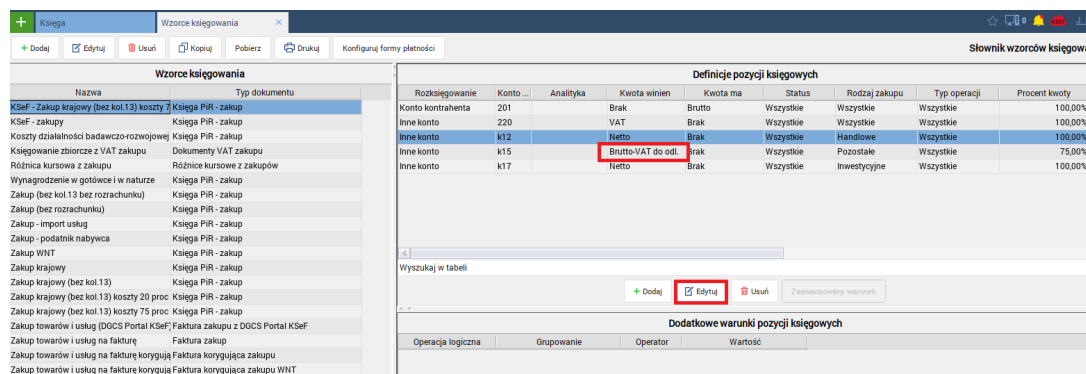 + Księga Wzorce księgowania ×
+ Dodaj Edytuj Usuń Kopiuj Pobierz Drukuj Konfiguruj formy płatności Słownik wzorców księgowa
Wzorce księgowania
Nazwa Typ dokumentu
KSeF - Zakup krajowy (bez kol.13) koszty 7 Księga PiR - zakup
KSeF - zakupy Księga PiR - zakup
Koszty działalności badawczo-rozwojowej Księga PiR - zakup
Księgowanie zbiorcze z VAT zakupu Dokumenty VAT zakupu
Różnica kursowa z zakupu Różnice kursowe z zakupów
Wynagrodzenie w gotówce i w naturze Księga PiR - zakup
Zakup (bez kol.13 bez rozrachunku) Księga PiR - zakup
Zakup (bez rozrachunku) Księga PiR - zakup
Zakup - import usług Księga PiR - zakup
Zakup - podatnik nabywca Księga PiR - zakup
Zakup WNT Księga PiR - zakup
Zakup krajowy Księga PiR - zakup
Zakup krajowy (bez kol.13) Księga PiR - zakup
Zakup krajowy (bez kol.13) koszty 20 proc Księga PiR - zakup
Zakup krajowy (bez kol.13) koszty 75 proc Księga PiR - zakup
Zakup towarów i usług (DGCS Portal KSeF) Faktura zakupu z DGCS Portal KSeF
Zakup towarów i usług na fakturę Faktura zakup
Zakup towarów i usług na fakturę korygują Faktura korygująca zakupu
Zakup towarów i usług na fakturę korygują Faktura korygująca zakupu WNT
Definicje pozycji księgowych
Rozksięgowanie Konto ... Analityka Kwota winien Kwota ma Status Rodzaj zakupu Typ operacji Procent kwoty
Konto kontrahenta 201 Brak Brutto Wszystkie Wszystkie Wszystkie 100,00%
Inne konto 220 VAT Brak Wszystkie Wszystkie Wszystkie 100,00%
Inne konto k12 Netto Brak Wszystkie Handlowe Wszystkie 100,00%
Inne konto k15 Brutto-VAT do odl. Brak Wszystkie Pozostałe Wszystkie 75,00%
Inne konto k17 Netto Brak Wszystkie Inwestycyjne Wszystkie 100,00%
Wyszukaj w tabeli
+ Dodaj Edytuj Usuń Zaawansowany warunek
Dodatkowe warunki pozycji księgowych
Operacja logiczna Grupowanie Operator Wartość